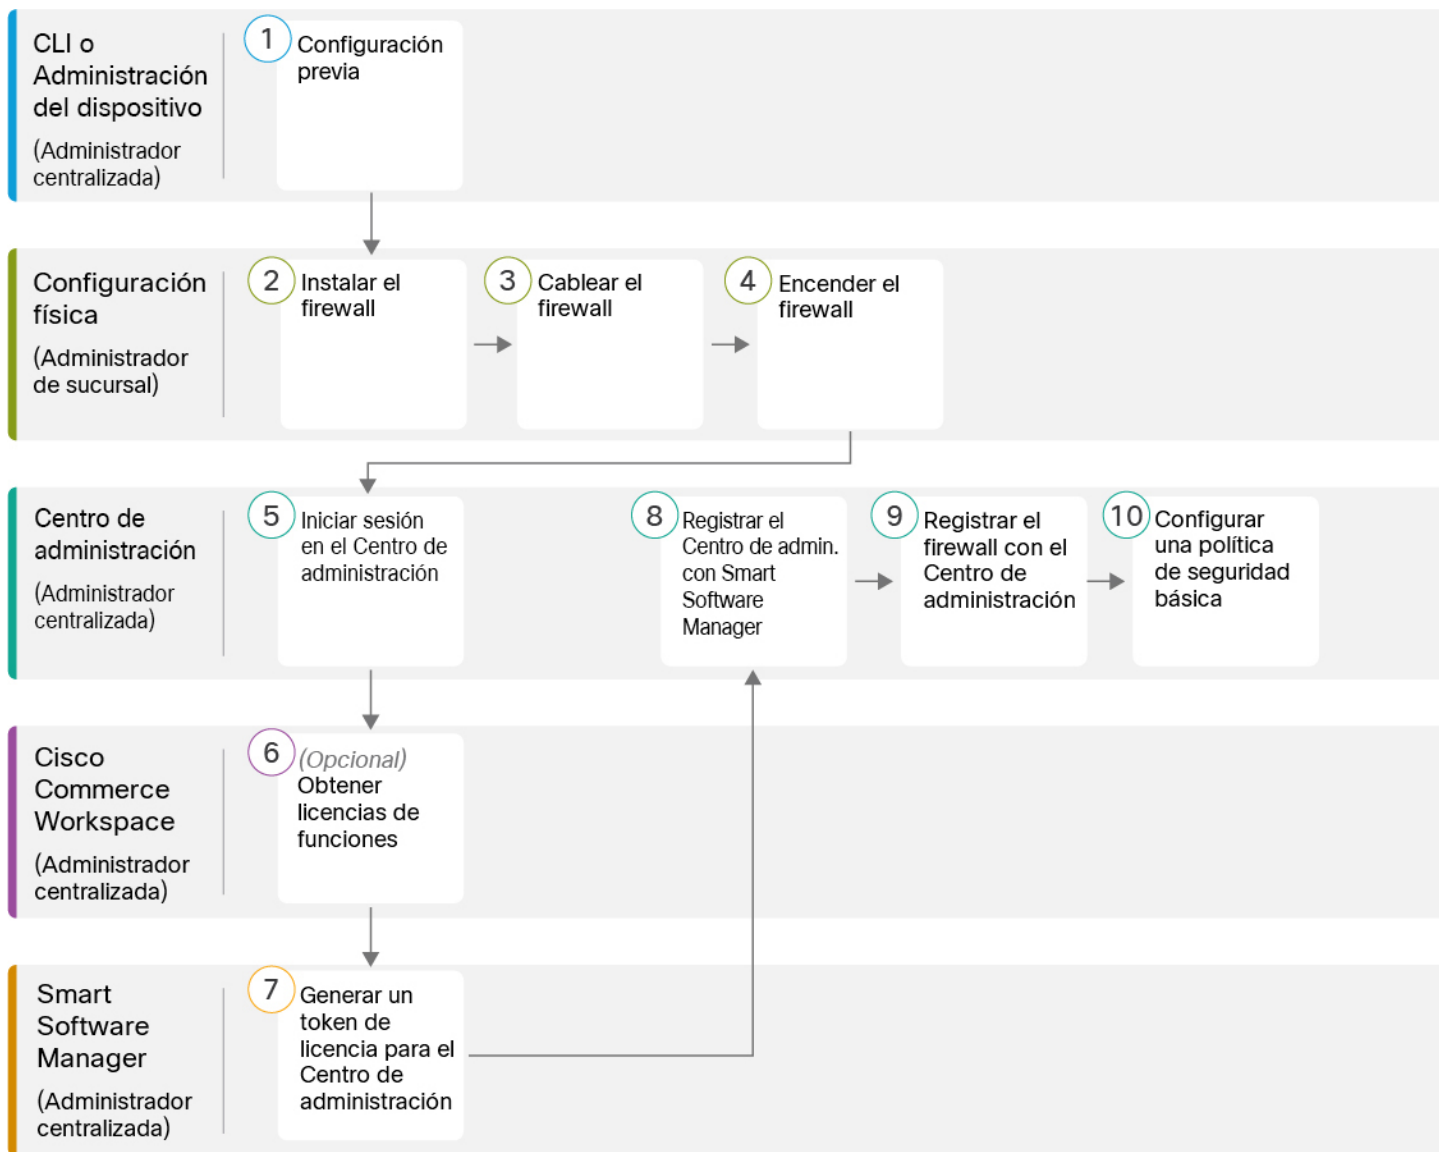 CLI o
Administración
del dispositivo
(Administrador
centralizada)
1
Configuración
previa
Configuración
física
(Administrador
de sucursal)
2
Instalar el
firewall
3
Cablear el
firewall
4
Encender el
firewall
Centro de
administración
(Administrador
centralizada)
5
Iniciar sesión
en el Centro de
administración
8
Registrar el
Centro de admin.
con Smart
Software
Manager
9
Registrar el
firewall con el
Centro de
administración
10
Configurar
una política
de seguridad
básica
Cisco
Commerce
Workspace
(Administrador
centralizada)
6
(Opcional)
Obtener
licencias de
funciones
Smart
Software
Manager
(Administrador
centralizada)
7
Generar un
token de
licencia para el
Centro de
administración